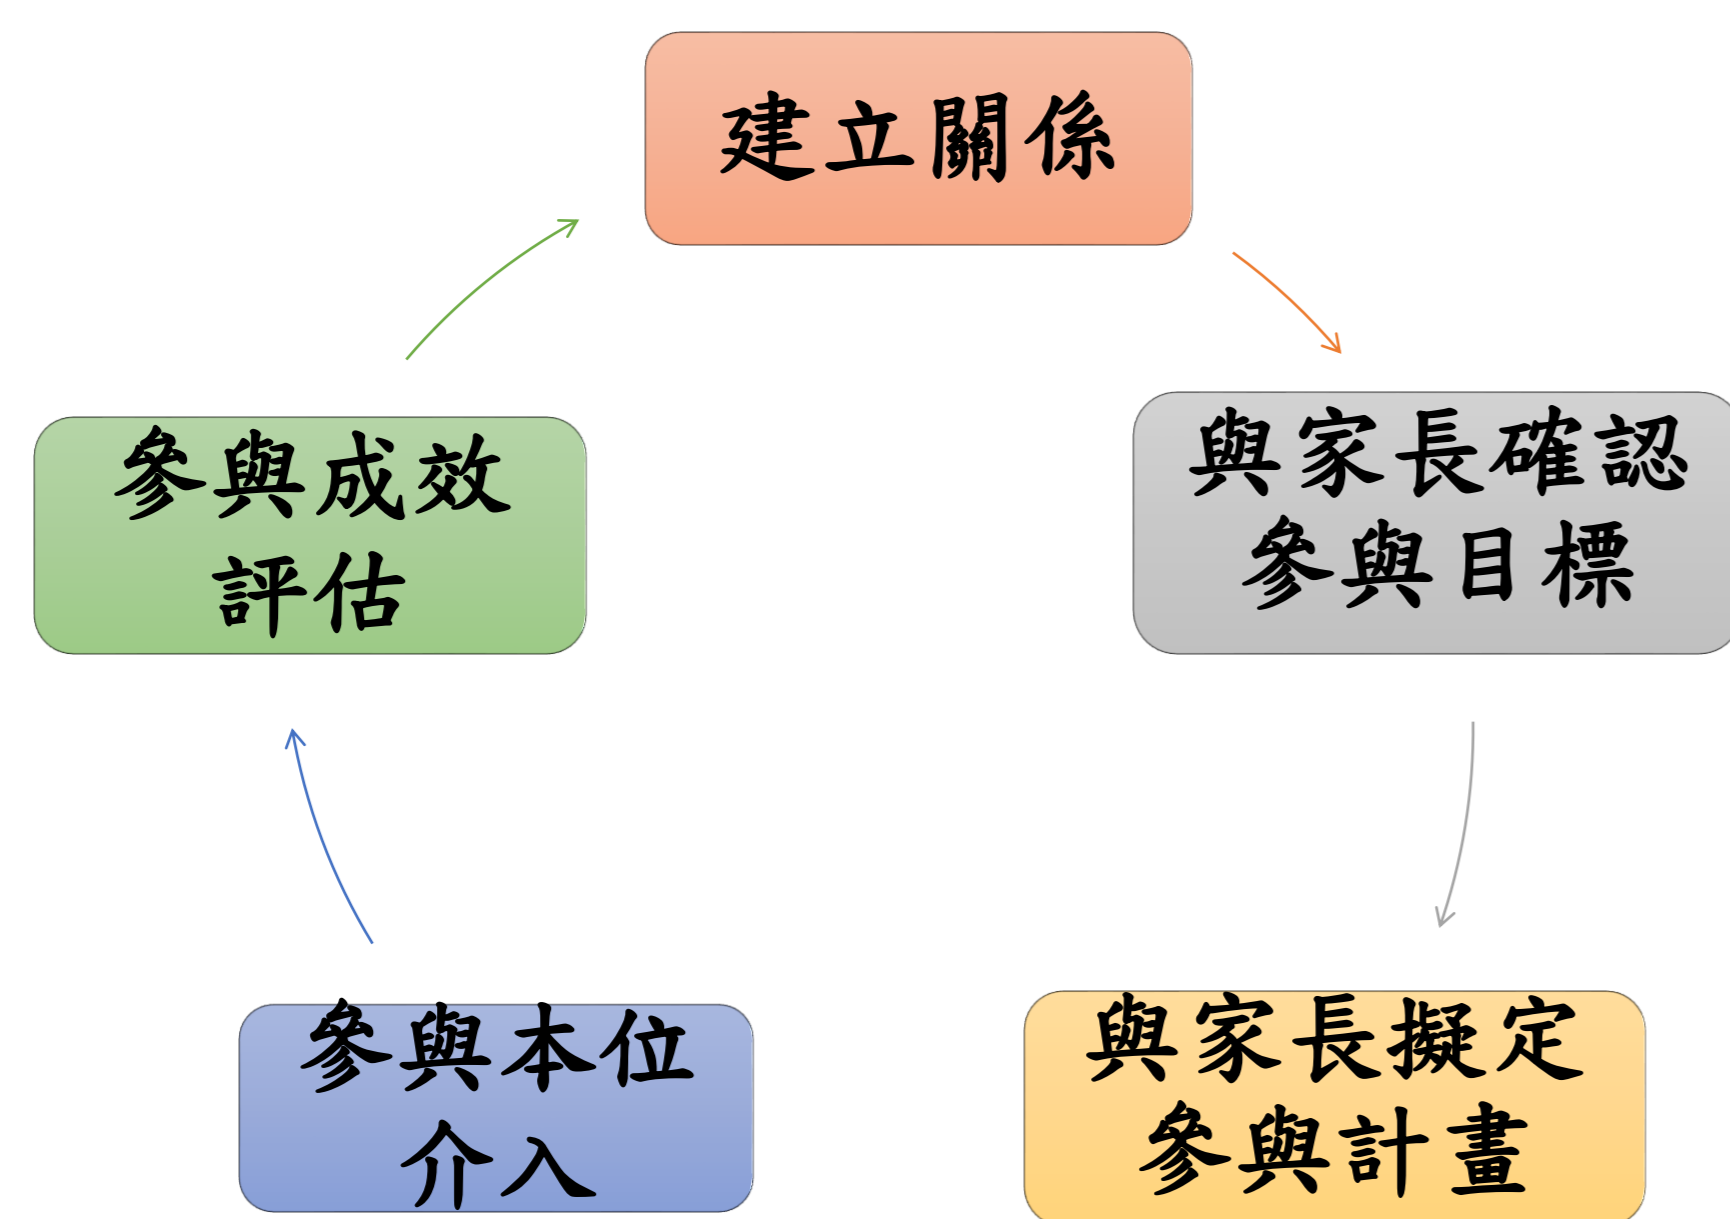 建立關係
與家長確認
參與目標
與家長擬定
參與計畫
參與本位
介入
參與成效
評估